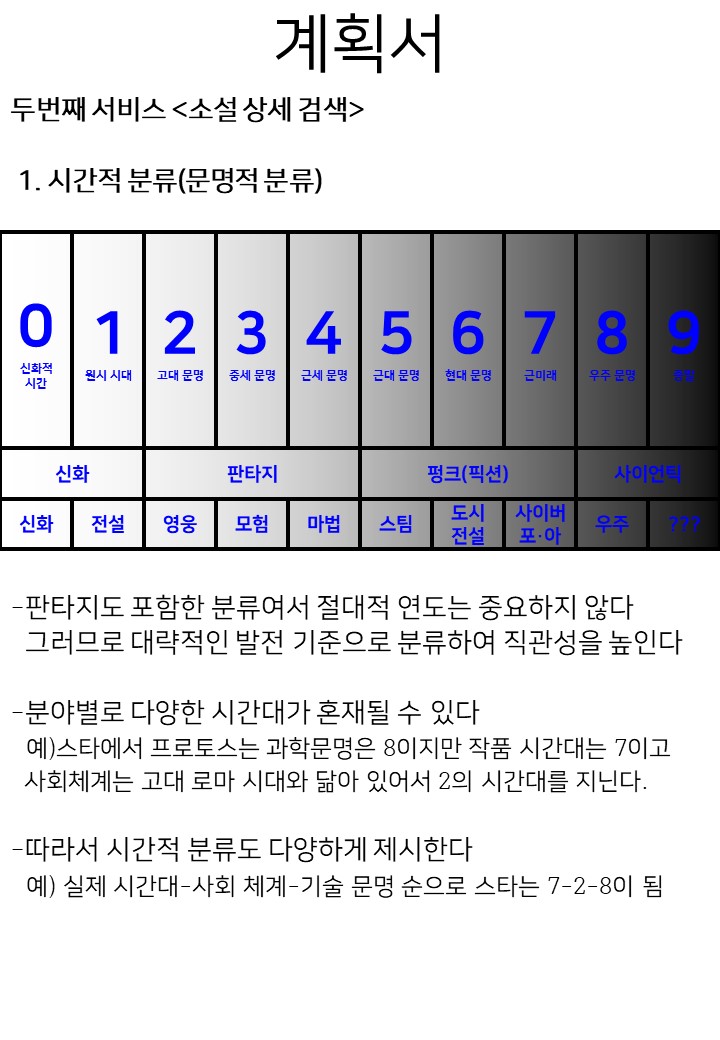 계획서
두번째 서비스 <소설 상세 검색>
1. 시간적 분류(문명적 분류)
0 1 2 3 4 5 6 7 8 9
신화적 시간 원시 시대 고대 문명 중세 문명 근세 문명 근대 문명 현대 문명 근미래 우주 문명
신화 판타지 펑크(픽션) 사이언틱
신화 전설 영웅 모험 마법 스팀 도시 전설 사이버 포·아 우주 ???
-판타지도 포함한 분류여서 절대적 연도는 중요하지 않다
그러므로 대략적인 발전 기준으로 분류하여 직관성을 높인다
-분야별로 다양한 시간대가 혼재될 수 있다
예)스타에서 프로토스는 과학문명은 8이지만 작품 시간대는 7이고
사회체계는 고대 로마 시대와 닮아 있어서 2의 시간대를 지닌다.
-따라서 시간적 분류도 다양하게 제시한다
예) 실제 시간대-사회 체계-기술 문명 순으로 스타는 7-2-8이 됨